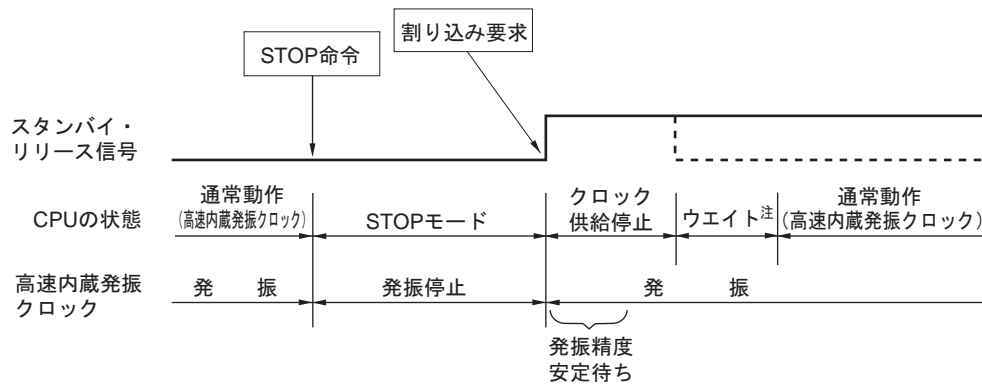 割り込み要求
STOP命令
スタンバイ・
リリース信号
CPUの状態
通常動作
(高速内蔵発振クロック)
STOPモード
クロック
供給停止
ウエイト注
通常動作
(高速内蔵発振クロック)
高速内蔵発振
クロック
発 振
発振停止
発 振
発振精度
安定待ち